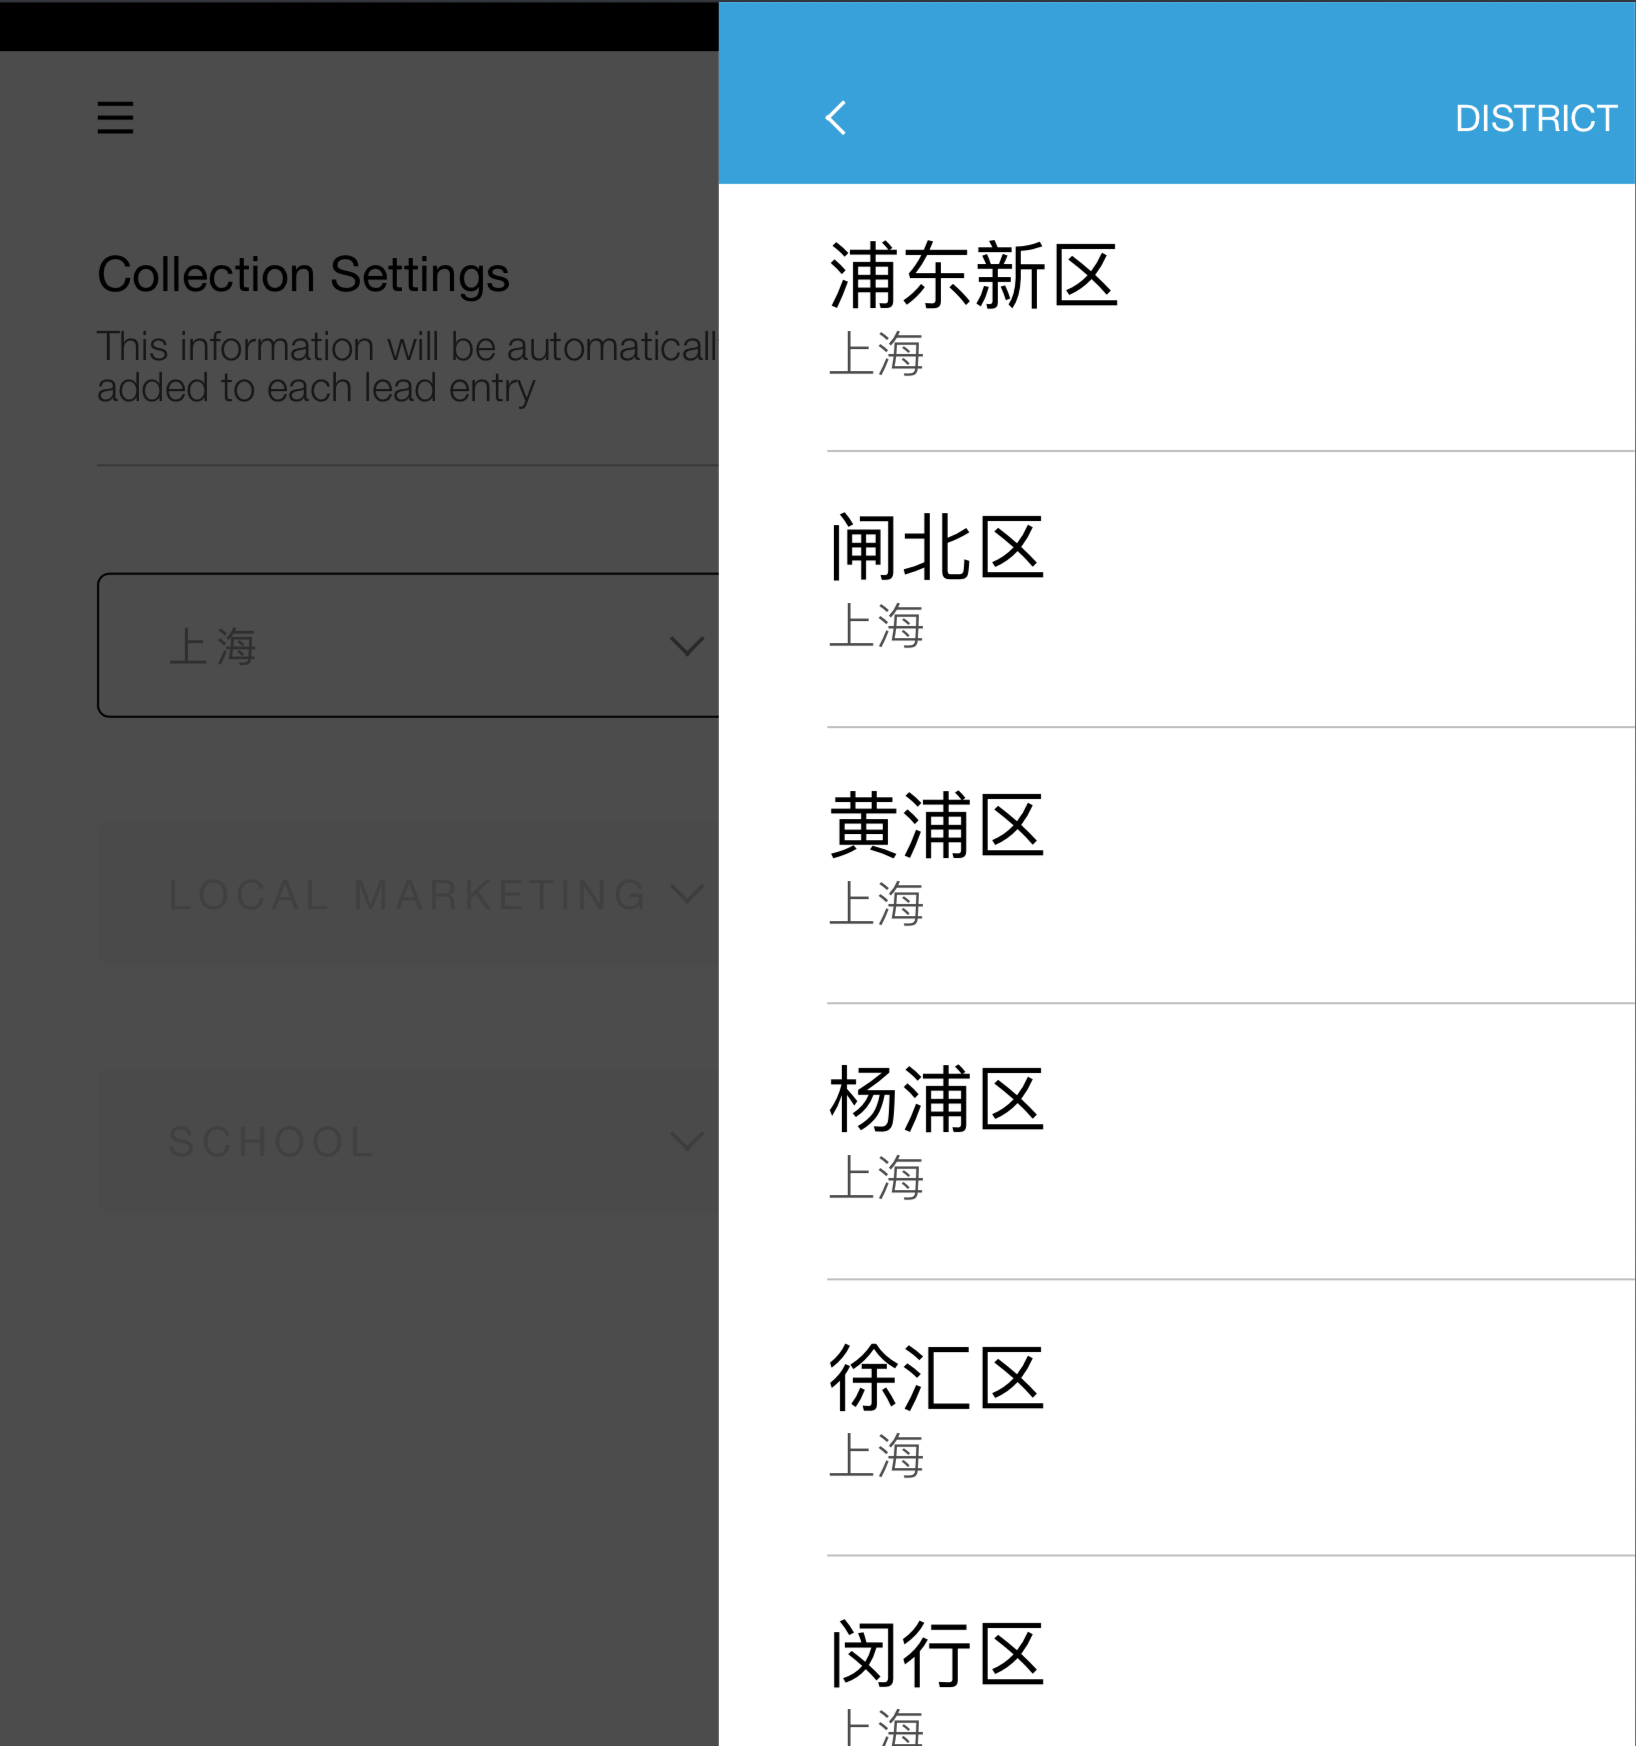 Collection Settings
This information will be automaticall
added to each lead entry
上海
LOCAL MARKETING
SCHOOL
DISTRICT
浦东新区
上海
闸北区
上海
黄浦区
上海
杨浦区
上海
徐汇区
上海
闵行区
上海